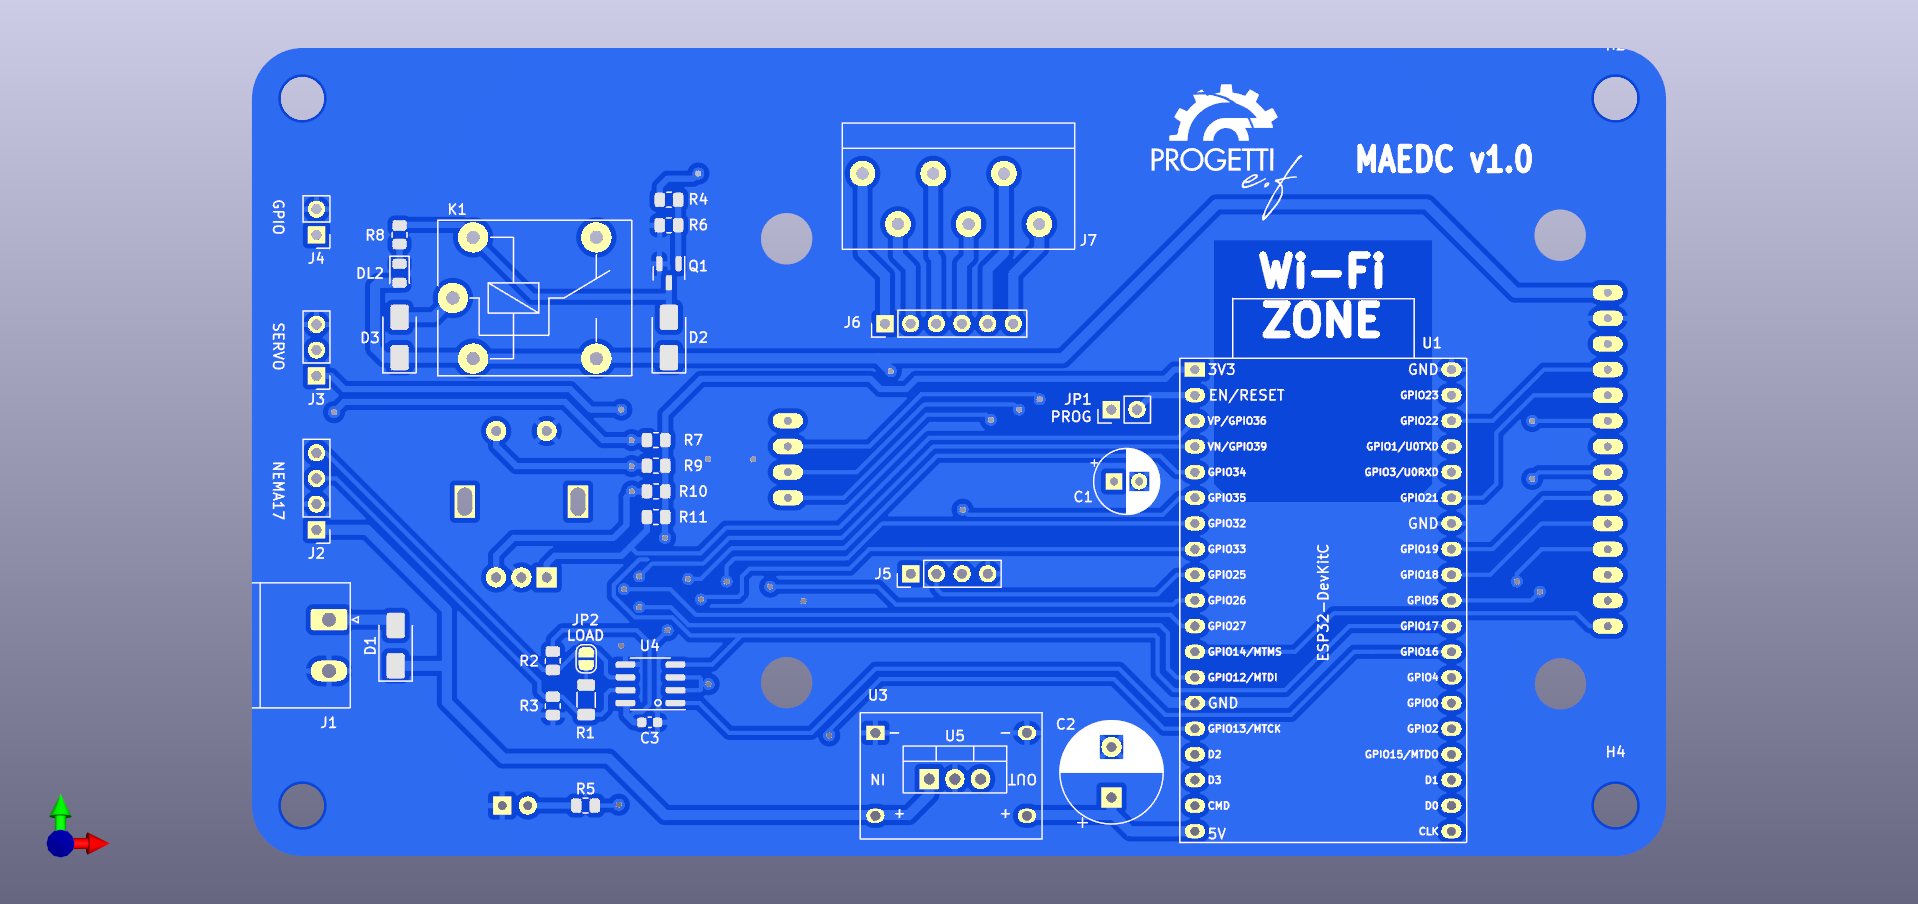 PROGETTI
e.f
MAEDC v1.0
GPIO
J4
K1
R8
DL2
D3
R4
R6
Q1
D2
J7
J6
Wi-Fi
ZONE
U1
SERVO
J3
NEMA17
J2
R7
R9
R10
R11
JP1
PROG
+
C1
J5
3V3
EN/RESET
VP/GPIO36
VN/GPIO39
GPIO34
GPIO35
GPIO32
GPIO33
GPIO25
GPIO26
GPIO27
GPIO14/MTMS
GPIO12/MTDI
GND
GPIO13/MTCK
D2
D3
CMD
5V
ESP32-DevKitC
GND
GPIO23
GPIO22
GPIO1/U0TXD
GPIO3/U0RXD
GPIO21
GND
GPIO19
GPIO18
GPIO5
GPIO17
GPIO16
GPIO4
GPIO0
GPIO2
GPIO15/MTDO
D1
D0
CLK
D1
J1
JP2
LOAD
R2
R3
R1
U4
C3
R5
U3
- -
U5
IN OUT
+ +
C2
+
H4